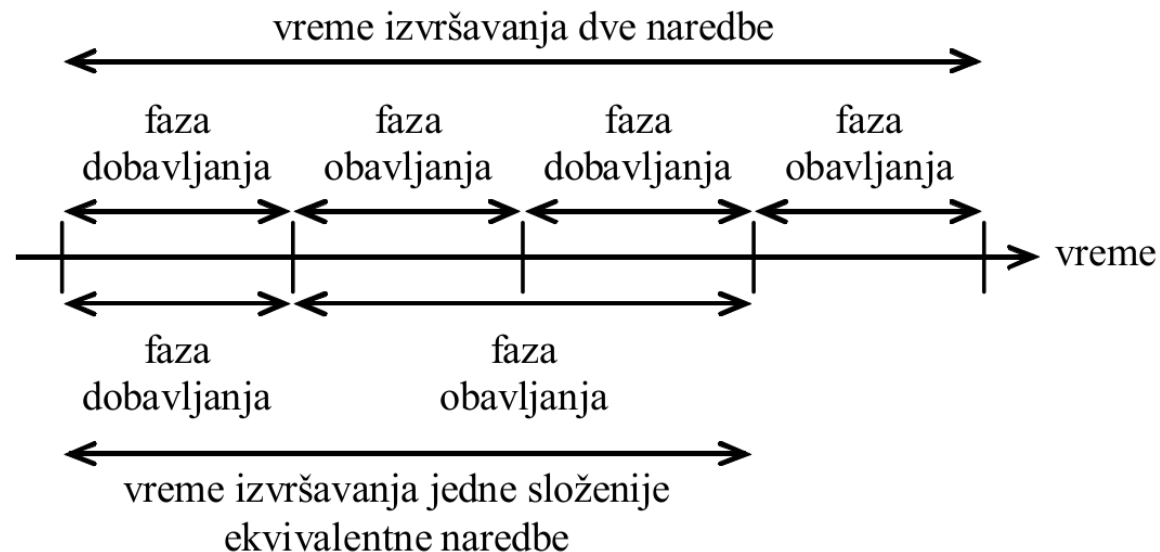 vreme izvršavanja dve naredbe
faza faza faza faza
dobavljanja obavljanja dobavljanja obavljanja
vreme
faza faza
dobavljanja obavljanja
vreme izvršavanja jedne složenije
ekvivalentne naredbe